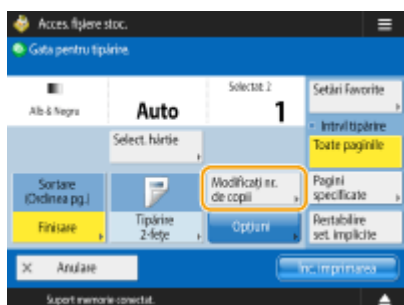 Acces. fişiere stoc.
Gata pentru tipărire.
Selectat: 2
Alb & Negru
Auto
1
Setări Favorite
Intrvl tipărire
Toate paginile
Select. hârtie
Sortare
(Ordinea pg.)
Finisare
Tipărire
2-feţe
Modificaţi nr.
de copii
Opţiuni
Pagini
specificate
Restabilire
set. implicite
Anulare
Înc. imprimarea
Suport memorie conectat.